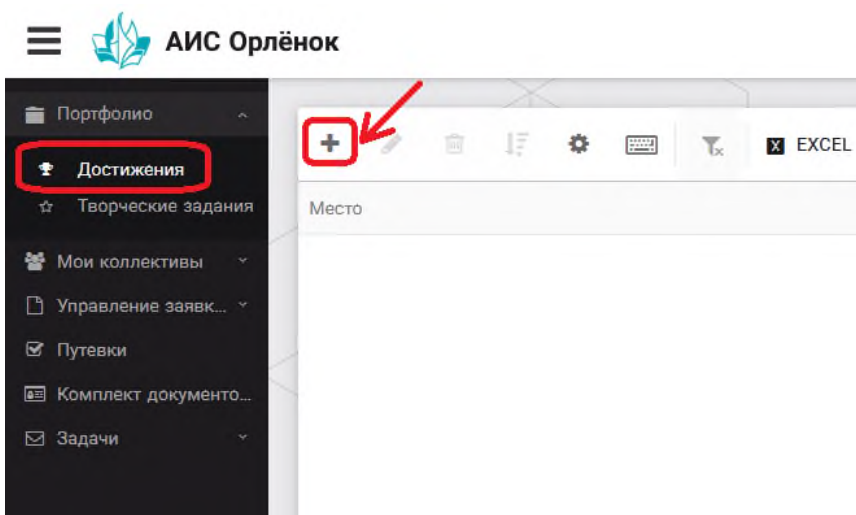 АИС Орлёнок
Портфолио
Достижения
Творческие задания
Мои коллективы
Управление заявк...
Путевки
Комплект документо...
Задачи
X EXCEL
Место